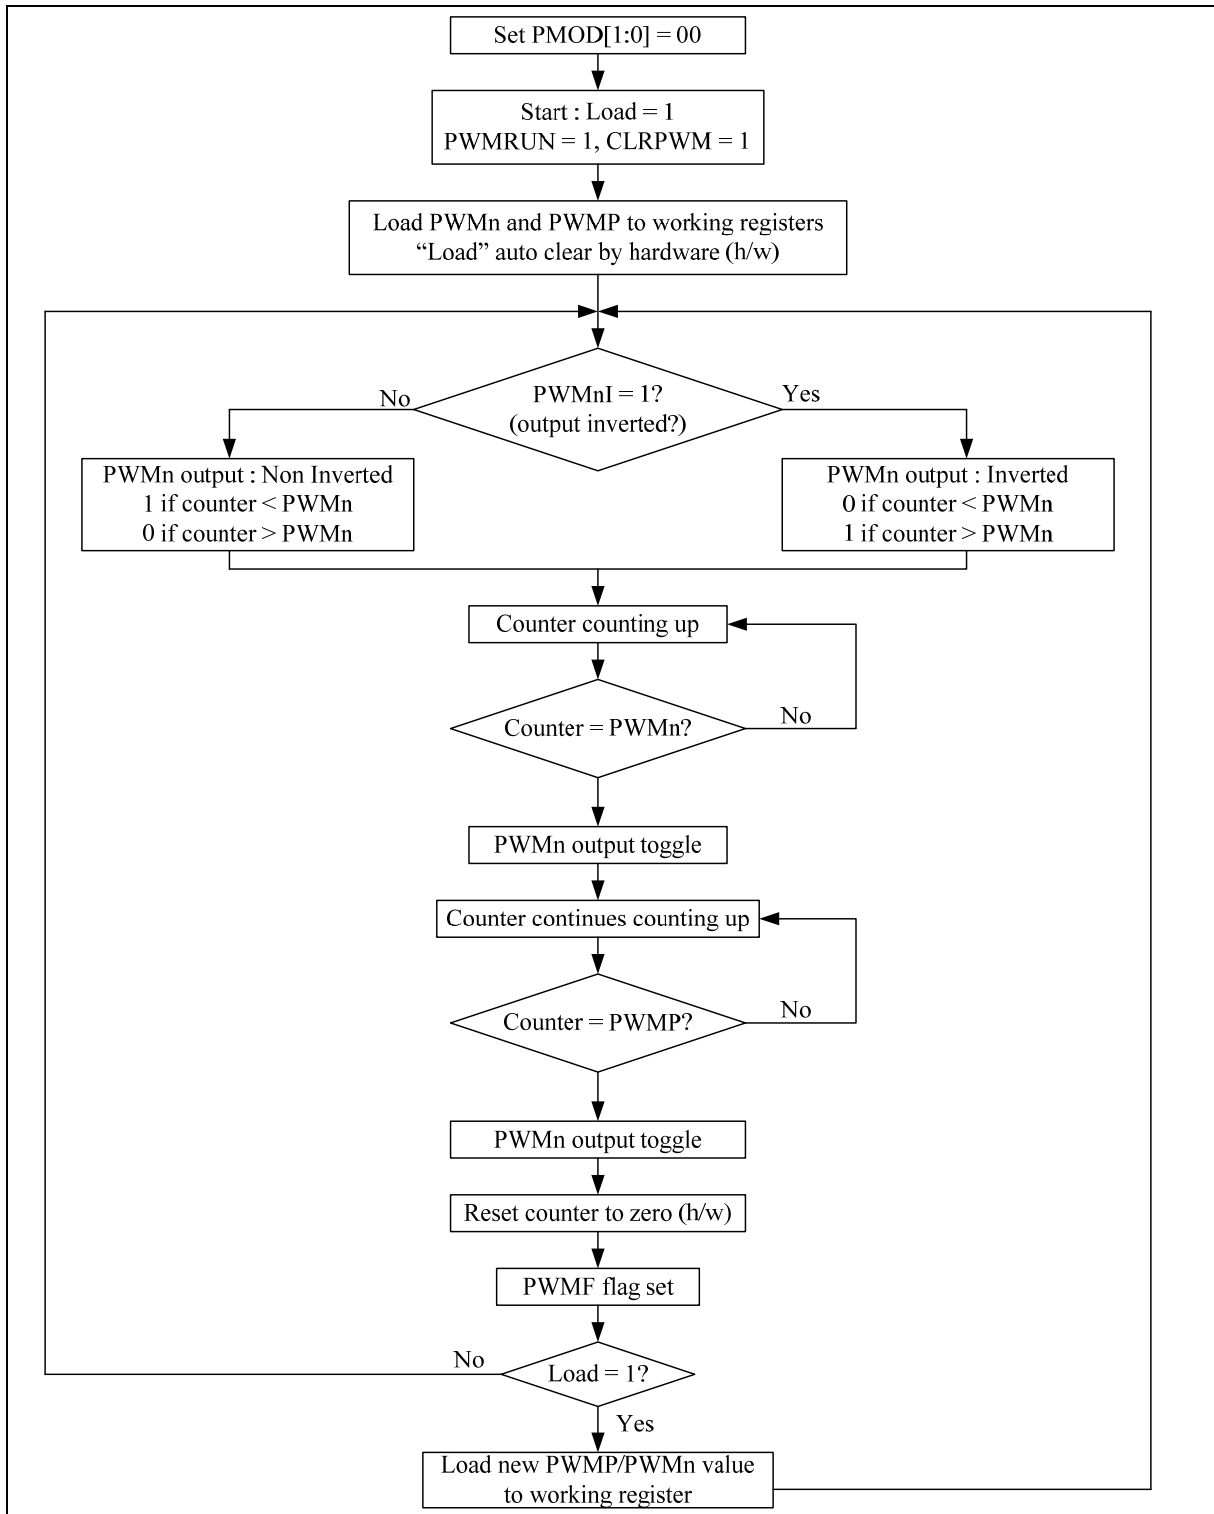 Set PMOD[1:0] = 00
Start : Load = 1
PWMRUN = 1, CLRPWM = 1
Load PWMn and PWMP to working registers
“Load” auto clear by hardware (h/w)
PWMnI = 1?
(output inverted?)
No
Yes
PWMn output : Non Inverted
1 if counter < PWMn
0 if counter > PWMn
PWMn output : Inverted
0 if counter < PWMn
1 if counter > PWMn
Counter counting up
Counter = PWMn?
No
PWMn output toggle
Counter continues counting up
Counter = PWMP?
No
PWMn output toggle
Reset counter to zero (h/w)
PWMF flag set
Load = 1?
No
Yes
Load new PWMP/PWMn value
to working register